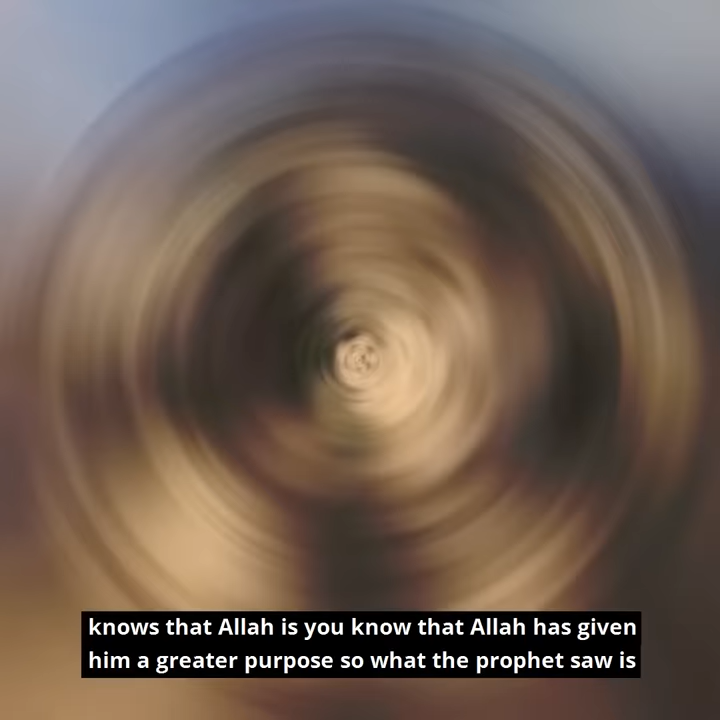 knows that Allah is you know that Allah has given
him a greater purpose so what the prophet saw is